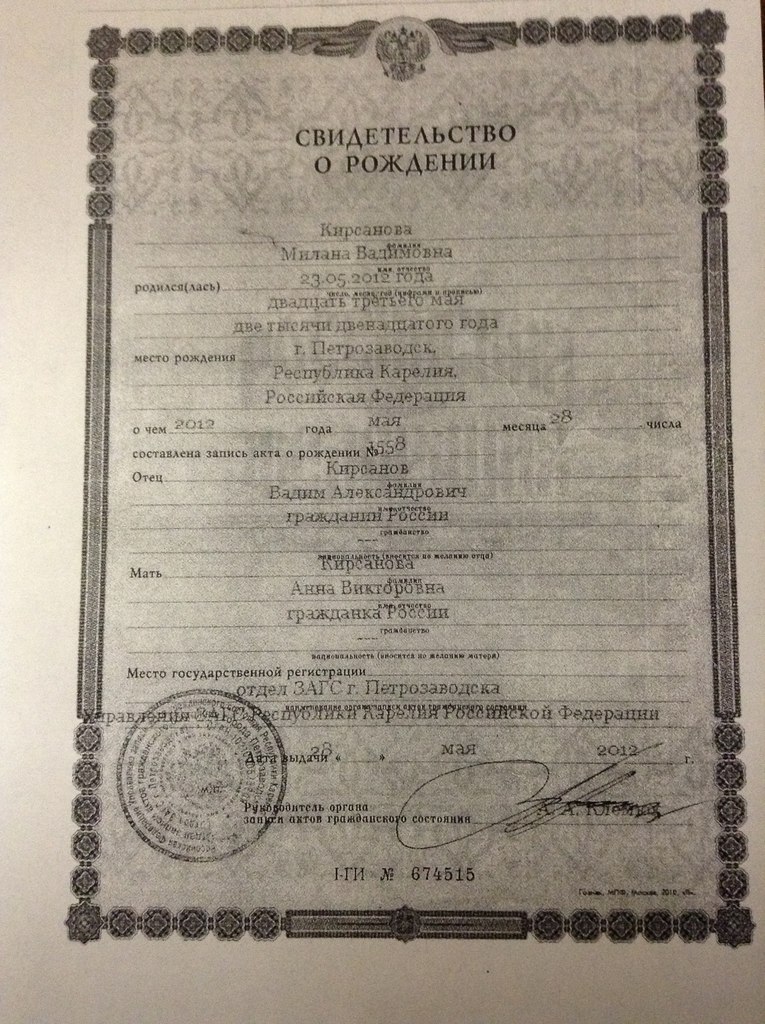 СВИДЕТЕЛЬСТВО
О РОЖДЕНИИ
Кирсанова
фамилия
Милана Вадимовна
имя отчество
родился(лась) 23.05.2012 года
число, месяц, год (цифрами и прописью)
двадцать третьего мая
две тысячи двенадцатого года
место рождения г. Петрозаводск,
Республика Карелия,
Российская Федерация
о чем 2012 года мая месяца 28 числа
составлена запись акта о рождении № 1558
Отец Кирсанов
фамилия
Вадим Александрович
имя отчество
гражданин России
гражданство
---
национальность (вносится по желанию отца)
Мать Кирсанова
фамилия
Анна Викторовна
имя отчество
гражданка России
гражданство
---
национальность (вносится по желанию матери)
Место государственной регистрации
отдел ЗАГС г. Петрозаводска
наименование органа записи актов гражданского состояния
Управления ЗАГС Республики Карелия Российской Федерации
Дата выдачи « 28 » мая 2012 г.
Руководитель органа
записи актов гражданского состояния А. А.
I-ГИ № 674515
Гознак, МПФ, Москва, 2010,